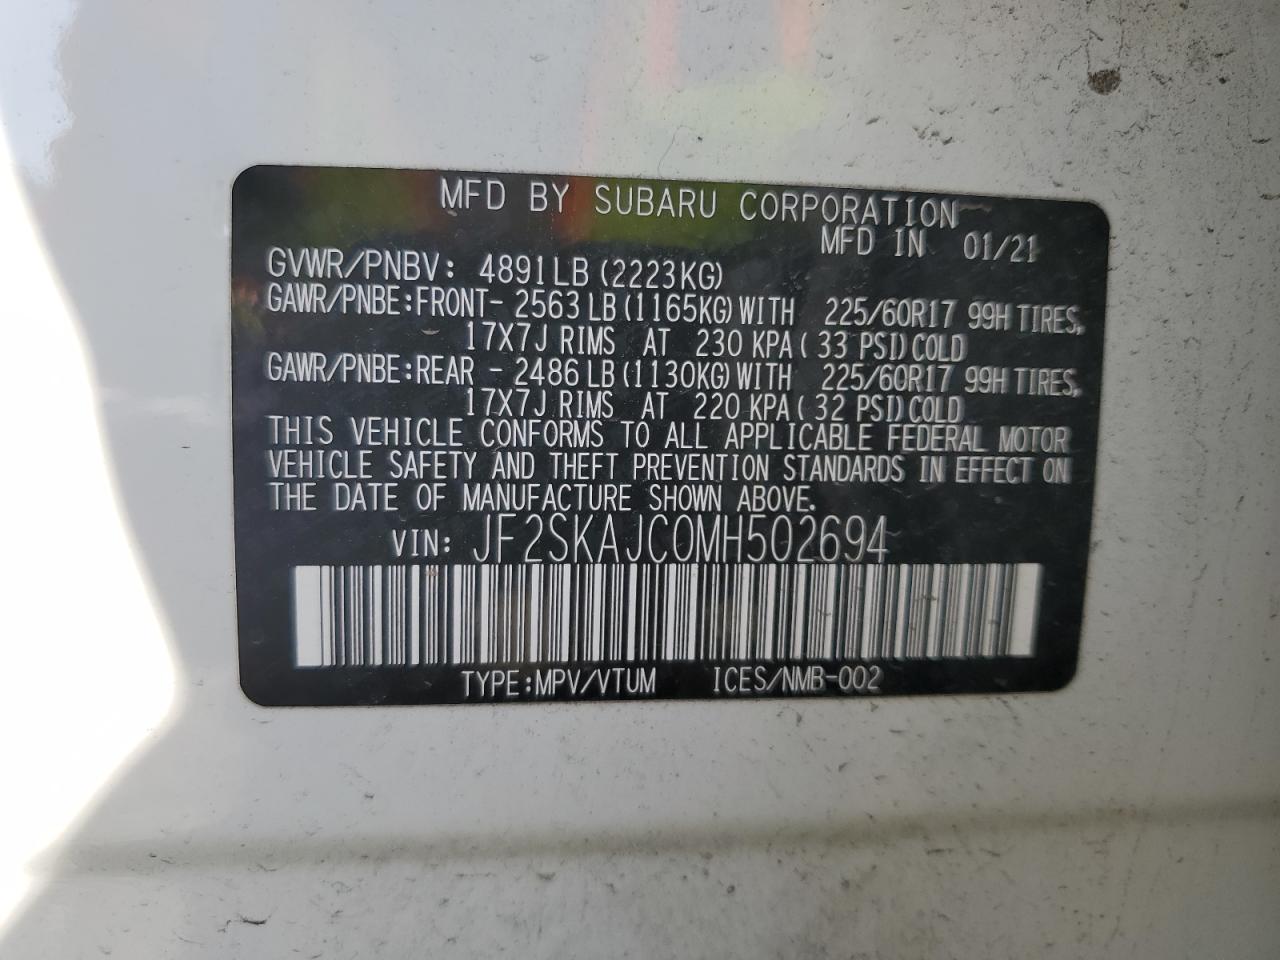 MFD BY SUBARU CORPORATION
MFD IN 01/21
GVWR/PNBV: 4891LB (2223KG)
GAWR/PNBE:FRONT- 2563LB(1165KG)WITH 225/60R17 99H TIRES,
17X7J RIMS AT 230 KPA( 33 PSI)COLD
GAWR/PNBE:REAR - 2486LB(1130KG)WITH 225/60R17 99H TIRES,
17X7J RIMS AT 220 KPA( 32 PSI)COLD
THIS VEHICLE CONFORMS TO ALL APPLICABLE FEDERAL MOTOR
VEHICLE SAFETY AND THEFT PREVENTION STANDARDS IN EFFECT ON
THE DATE OF MANUFACTURE SHOWN ABOVE.
VIN: JF2SKAJC0MH502694
TYPE:MPV/VTUM ICES/NMB-002